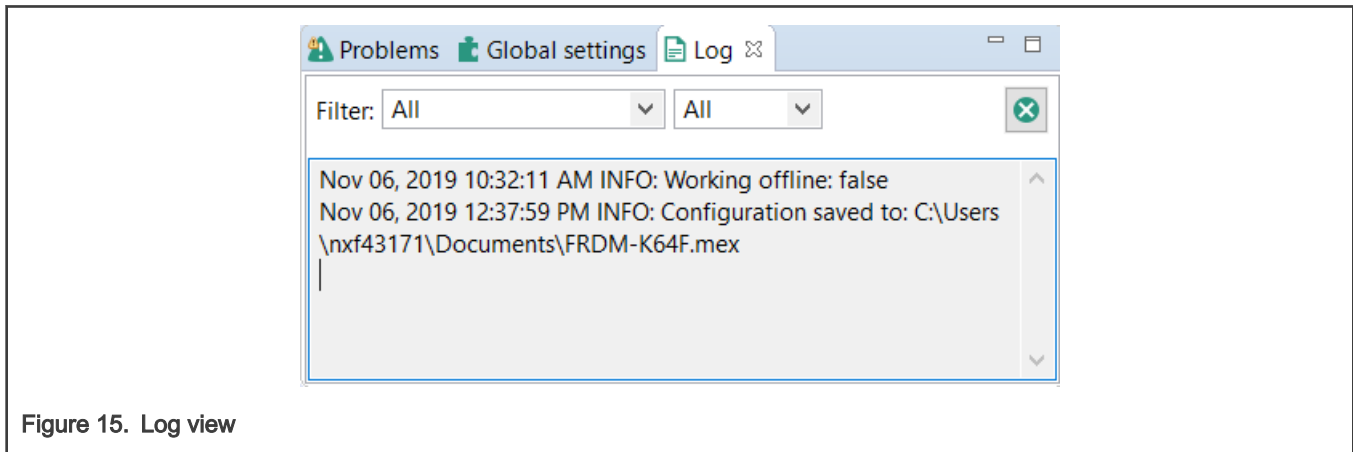 Problems Global settings Log
Filter: All All
Nov 06, 2019 10:32:11 AM INFO: Working offline: false
Nov 06, 2019 12:37:59 PM INFO: Configuration saved to: C:\Users
\nxf43171\Documents\FRDM-K64F.mex
Figure 15. Log view